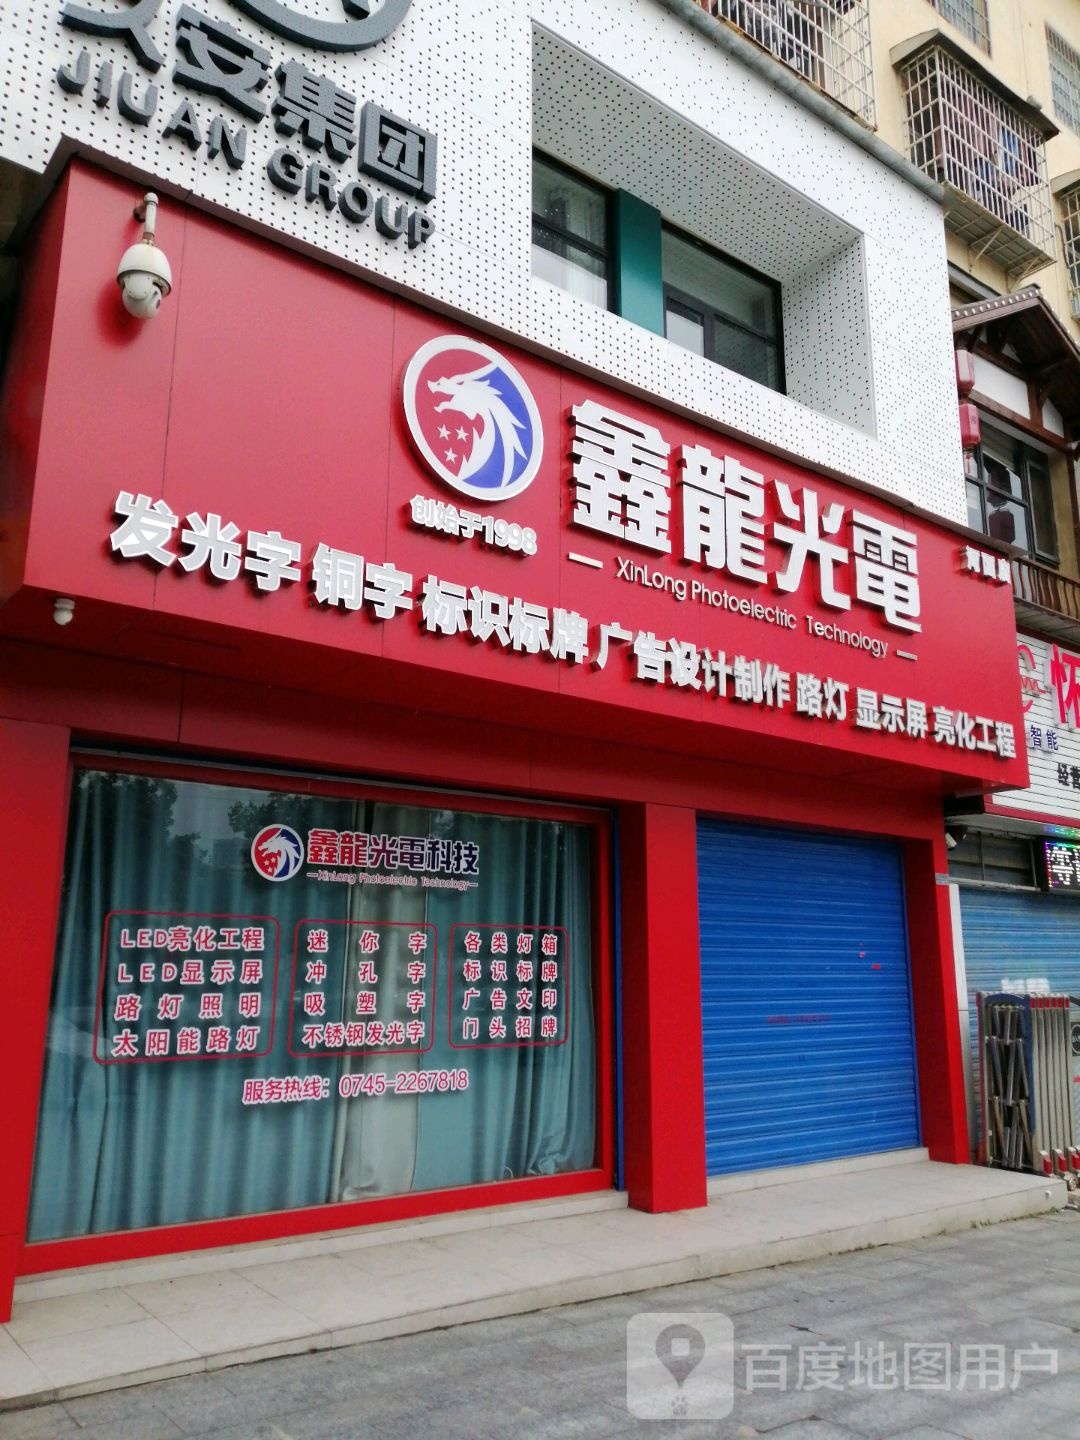 久安集团
JIUAN GROUP
鑫龍光電
创始于1998
XinLong Photoelectric Technology
发光字 铜字 标识标牌 广告设计制作 路灯 显示屏 亮化工程
怀
智能
经营
鑫龍光電科技
XinLong Photoelectric Technology
LED亮化工程
LED显示屏
路灯照明
太阳能路灯
迷你字
冲孔字
吸塑字
不锈钢发光字
各类灯箱
标识标牌
广告文印
门头招牌
服务热线：0745-2267818
百度地图用户